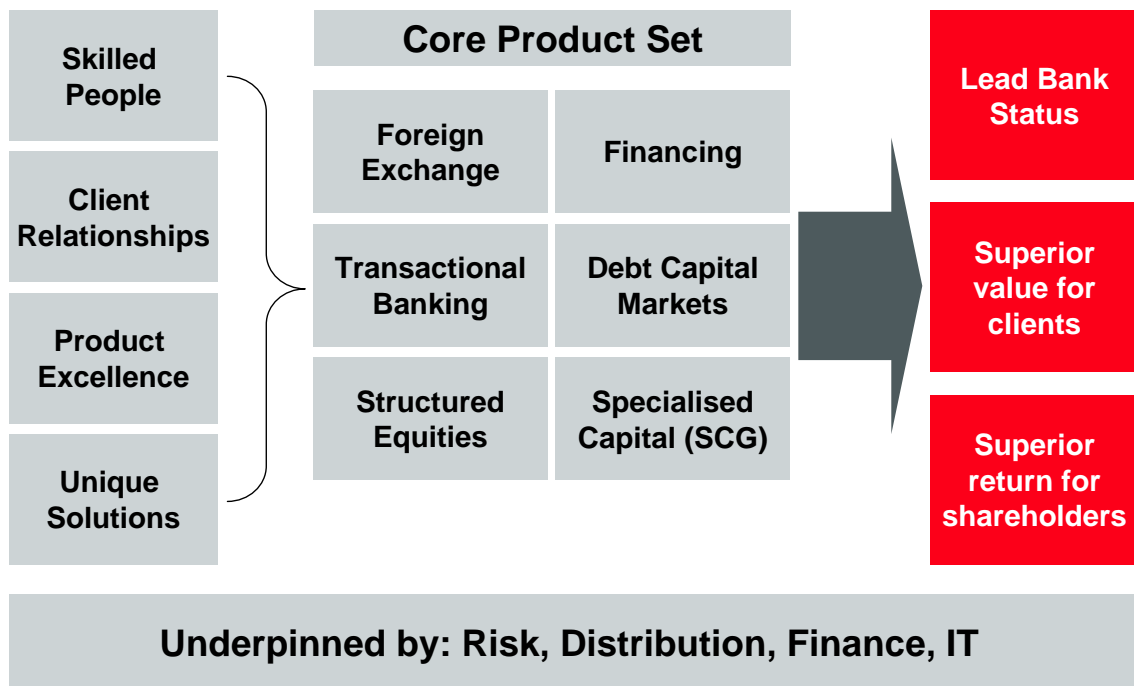 Skilled
People
Client
Relationships
Product
Excellence
Unique
Solutions
Core Product Set
Foreign
Exchange
Financing
Transactional
Banking
Debt Capital
Markets
Structured
Equities
Specialised
Capital (SCG)
Lead Bank
Status
Superior
value for
clients
Superior
return for
shareholders
Underpinned by: Risk, Distribution, Finance, IT